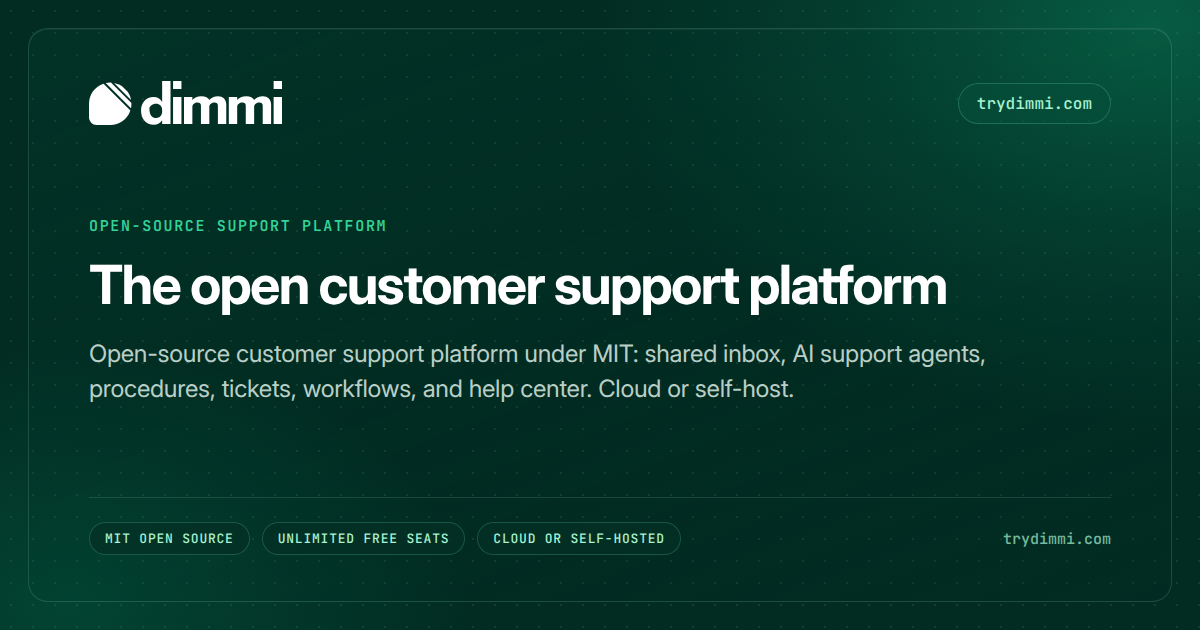 dimmi
trydimmi.com
OPEN-SOURCE SUPPORT PLATFORM
The open customer support platform
Open-source customer support platform under MIT: shared inbox, AI support agents,
procedures, tickets, workflows, and help center. Cloud or self-host.
MIT OPEN SOURCE
UNLIMITED FREE SEATS
CLOUD OR SELF-HOSTED
trydimmi.com